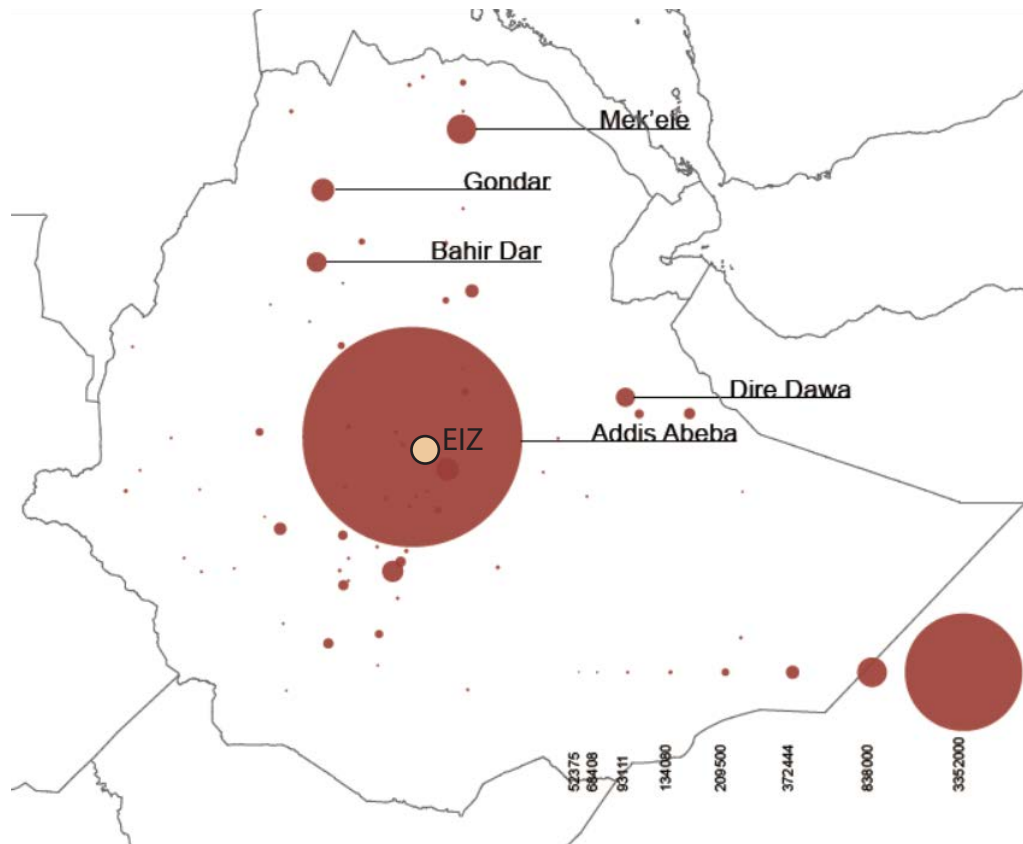 Mek'ele
Gondar
Bahir Dar
Dire Dawa
Addis Abeba
EIZ
52375
68408
93111
134080
209500
372444
838000
3352000